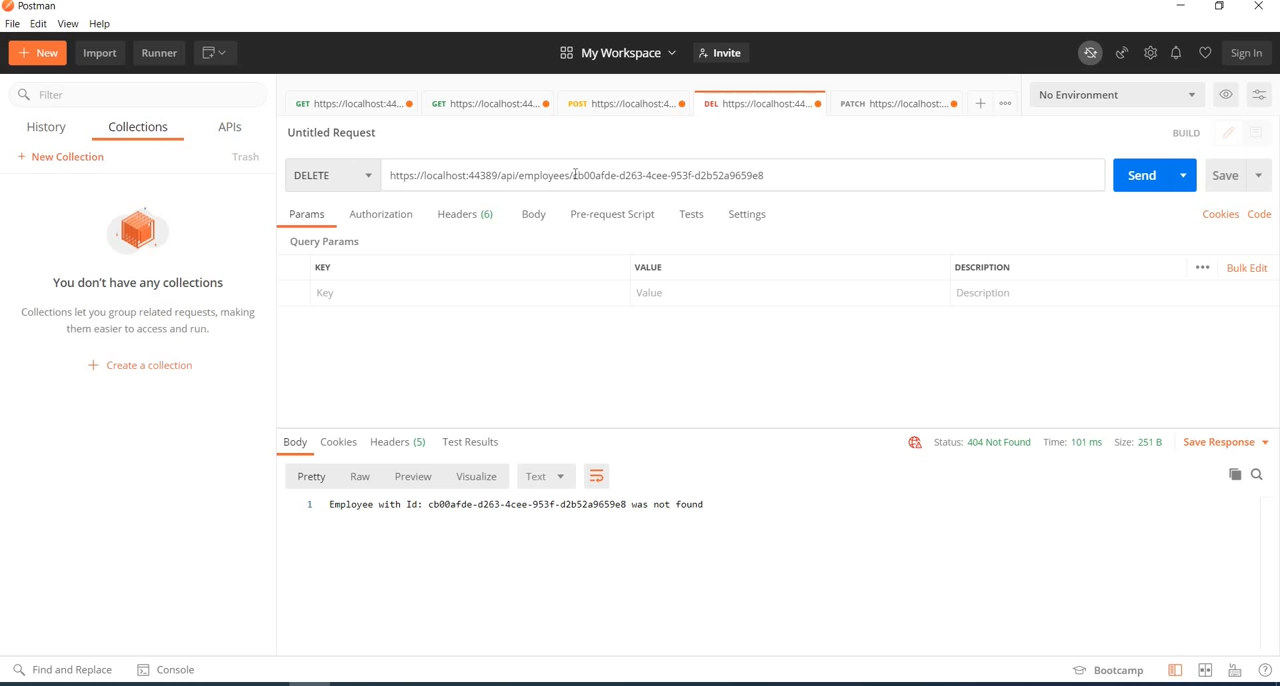 Postman
File Edit View Help
+ New Import Runner My Workspace Invite Sign In
Filter
History Collections APIs
+ New Collection Trash
You don't have any collections
Collections let you group related requests, making
them easier to access and run.
+ Create a collection
GET https://localhost:44... GET https://localhost:44... POST https://localhost:4... DEL https://localhost:44... PATCH https://localhost:... + ••• No Environment
Untitled Request BUILD
DELETE https://localhost:44389/api/employees/cb00afde-d263-4cee-953f-d2b52a9659e8 Send Save
Params Authorization Headers (6) Body Pre-request Script Tests Settings Cookies Code
Query Params
KEY VALUE DESCRIPTION ••• Bulk Edit
Key Value Description
Body Cookies Headers (5) Test Results Status: 404 Not Found Time: 101 ms Size: 251 B Save Response
Pretty Raw Preview Visualize Text
1 Employee with Id: cb00afde-d263-4cee-953f-d2b52a9659e8 was not found
Find and Replace Console Bootcamp